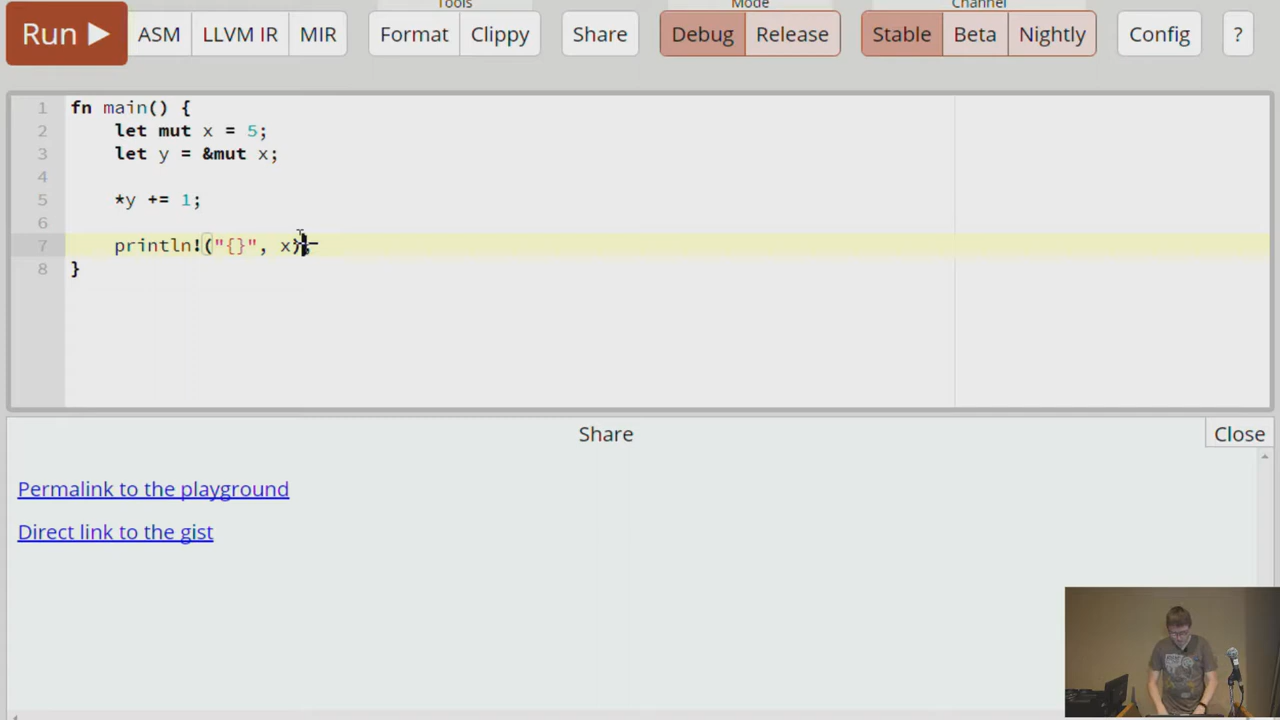 Tools Mode Channel
Run ▶ ASM LLVM IR MIR Format Clippy Share Debug Release Stable Beta Nightly Config ?
1 fn main() {
2 let mut x = 5;
3 let y = &mut x;
4
5 *y += 1;
6
7 println!("{}", x);
8 }
Share Close
Permalink to the playground
Direct link to the gist